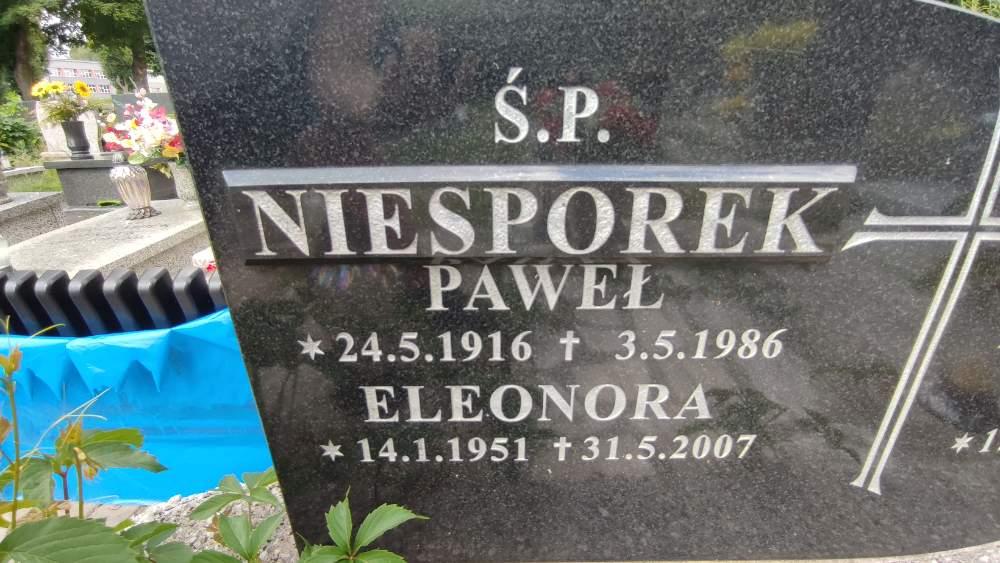 Ś.P.
NIESPOREK
PAWEŁ
* 24.5.1916 † 3.5.1986
ELEONORA
* 14.1.1951 † 31.5.2007